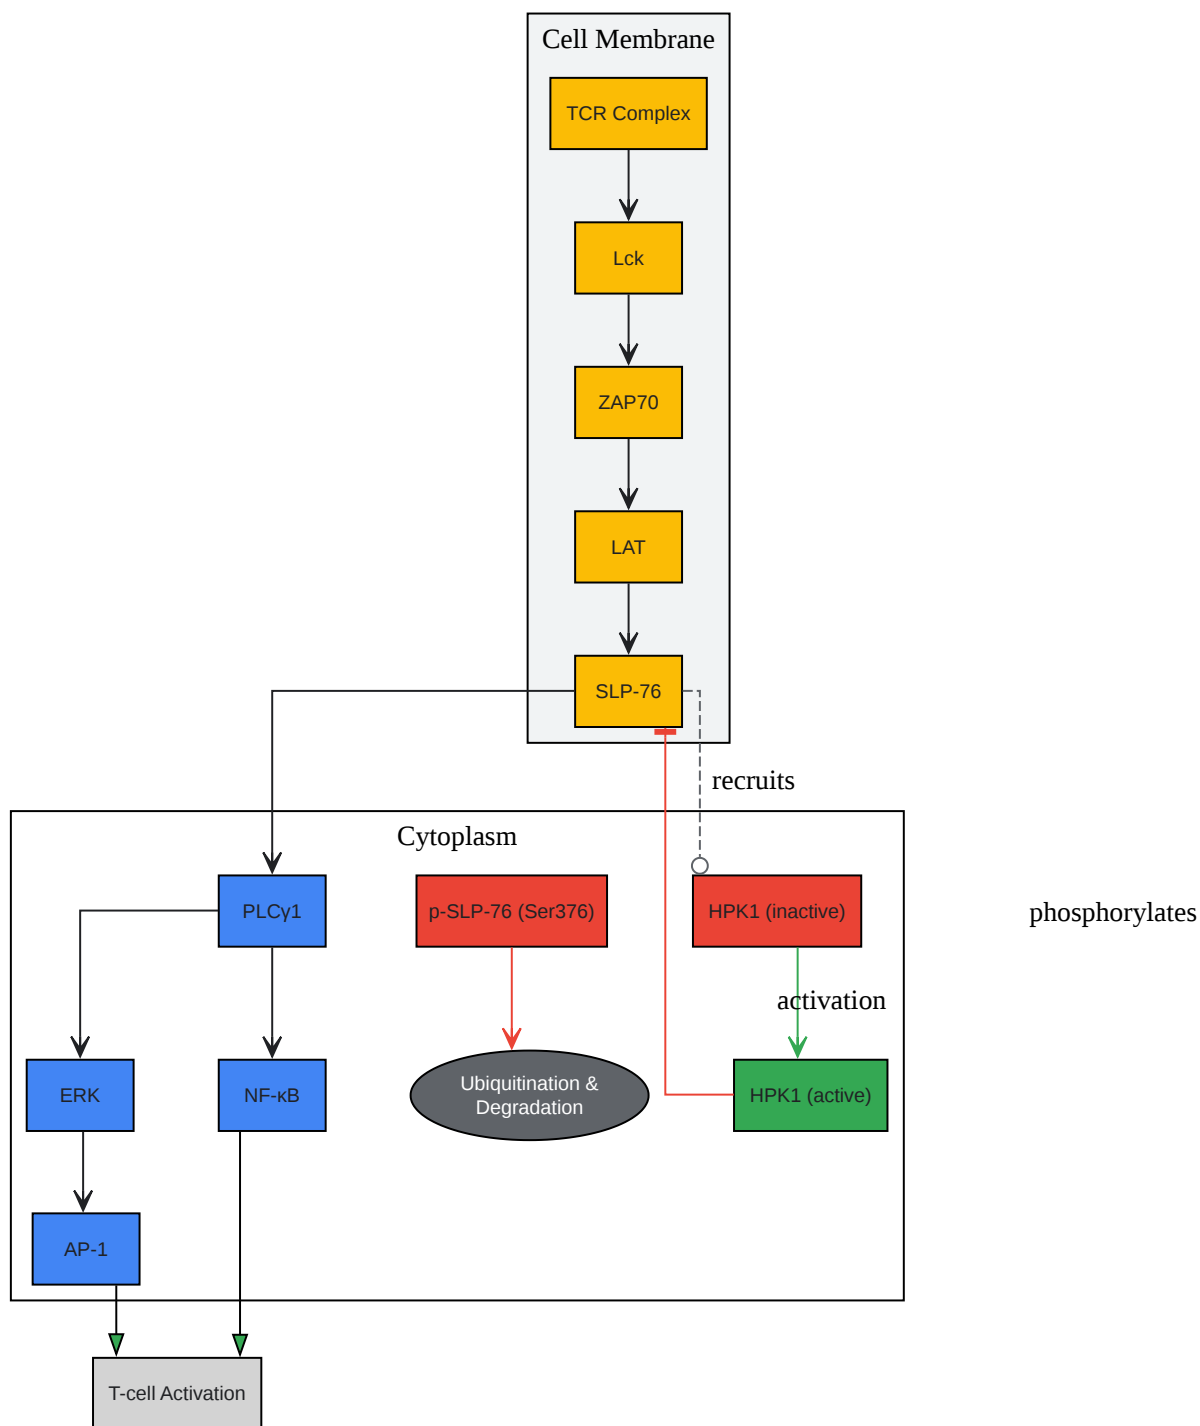 Cell Membrane
TCR Complex
Lck
ZAP70
LAT
SLP-76
recruits
Cytoplasm
PLCγ1
p-SLP-76 (Ser376)
HPK1 (inactive)
phosphorylates
activation
ERK
NF-κB
Ubiquitination &
Degradation
HPK1 (active)
AP-1
T-cell Activation